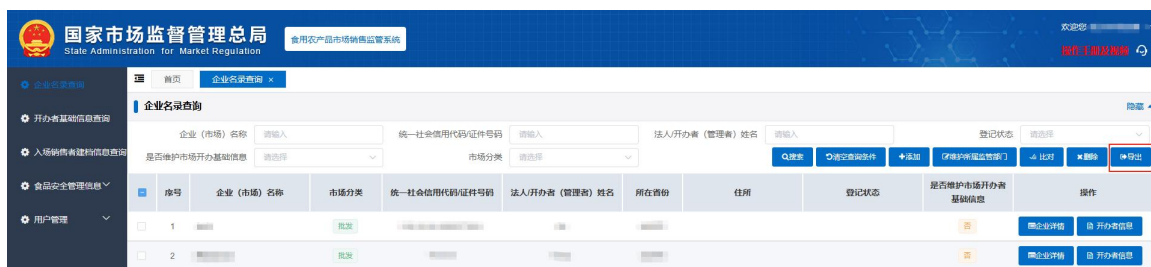 国家市场监督管理总局
State Administration for Market Regulation
食用农产品市场销售监管系统
欢迎您
操作手册及视频
企业名录查询
开办者基础信息查询
入场销售者建档信息查询
食品安全管理信息
用户管理
首页 企业名录查询 ×
企业名录查询 隐藏
企业（市场）名称 请输入 统一社会信用代码/证件号码 请输入 法人/开办者（管理者）姓名 请输入 登记状态 请选择
是否维护市场开办基础信息 请选择 市场分类 请选择 搜索 清空查询条件 +添加 维护所属监管部门 比对 ×删除 导出
序号 企业（市场）名称 市场分类 统一社会信用代码/证件号码 法人/开办者（管理者）姓名 所在省份 住所 登记状态 是否维护市场开办者 操作
基础信息
1 批发 否 企业详情 开办者信息
2 批发 否 企业详情 开办者信息